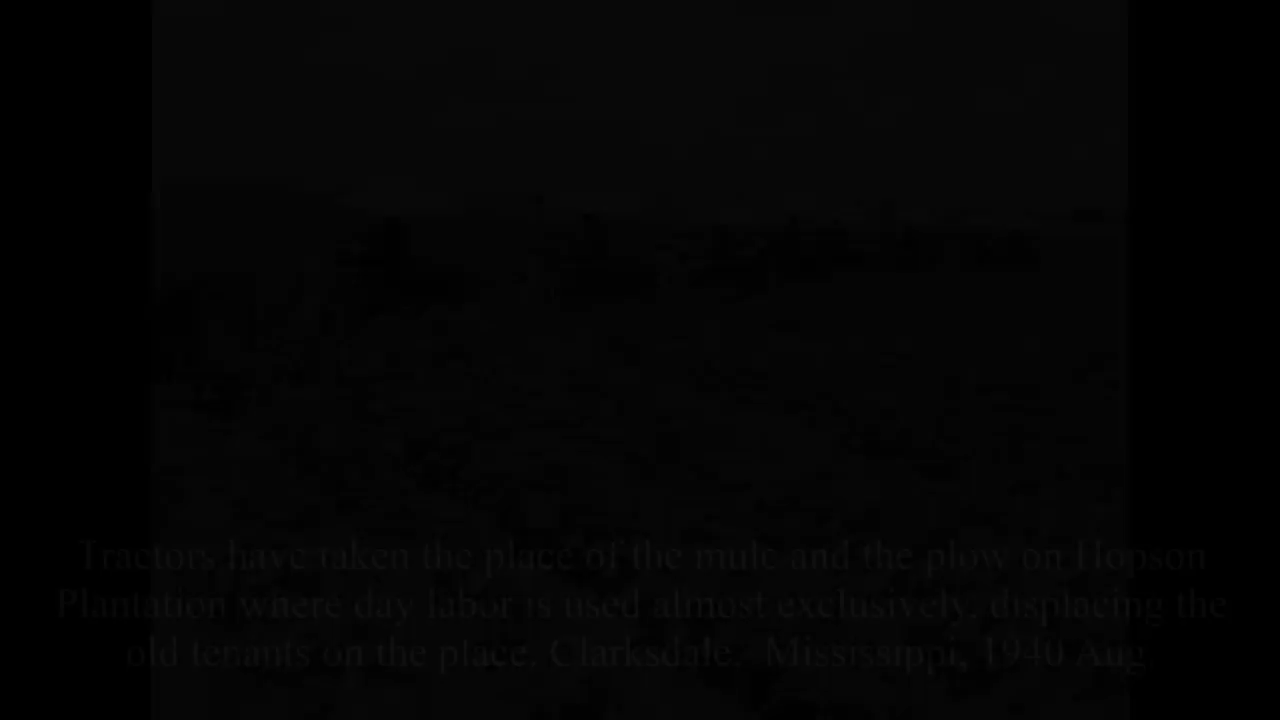 Tractors have taken the place of the mule and the plow on Hopson
Plantation where day labor is used almost exclusively, displacing the
old tenants on the place. Clarksdale, Mississippi, 1940 Aug